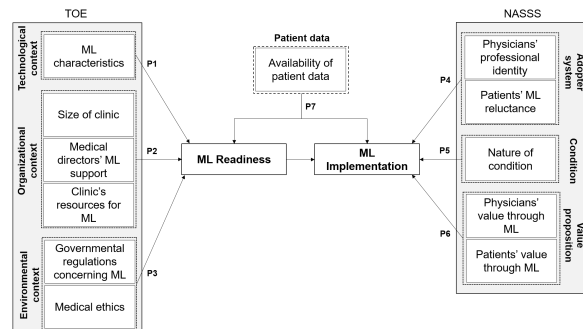 TOE
NASSS
Technological
context
ML
characteristics
P1
Organizational context
Size of clinic
Medical
directors' ML
support
Clinic's
resources for
ML
P2
Environmental
context
Governmental
regulations
concerning ML
Medical ethics
P3
Patient data
Availability of
patient data
P7
ML Readiness
ML
Implementation
P4
Physicians'
professional
identity
Patients' ML
reluctance
Adopter
system
P5
Nature of
condition
Condition
P6
Physicians'
value through
ML
Patients' value
through ML
Value
proposition